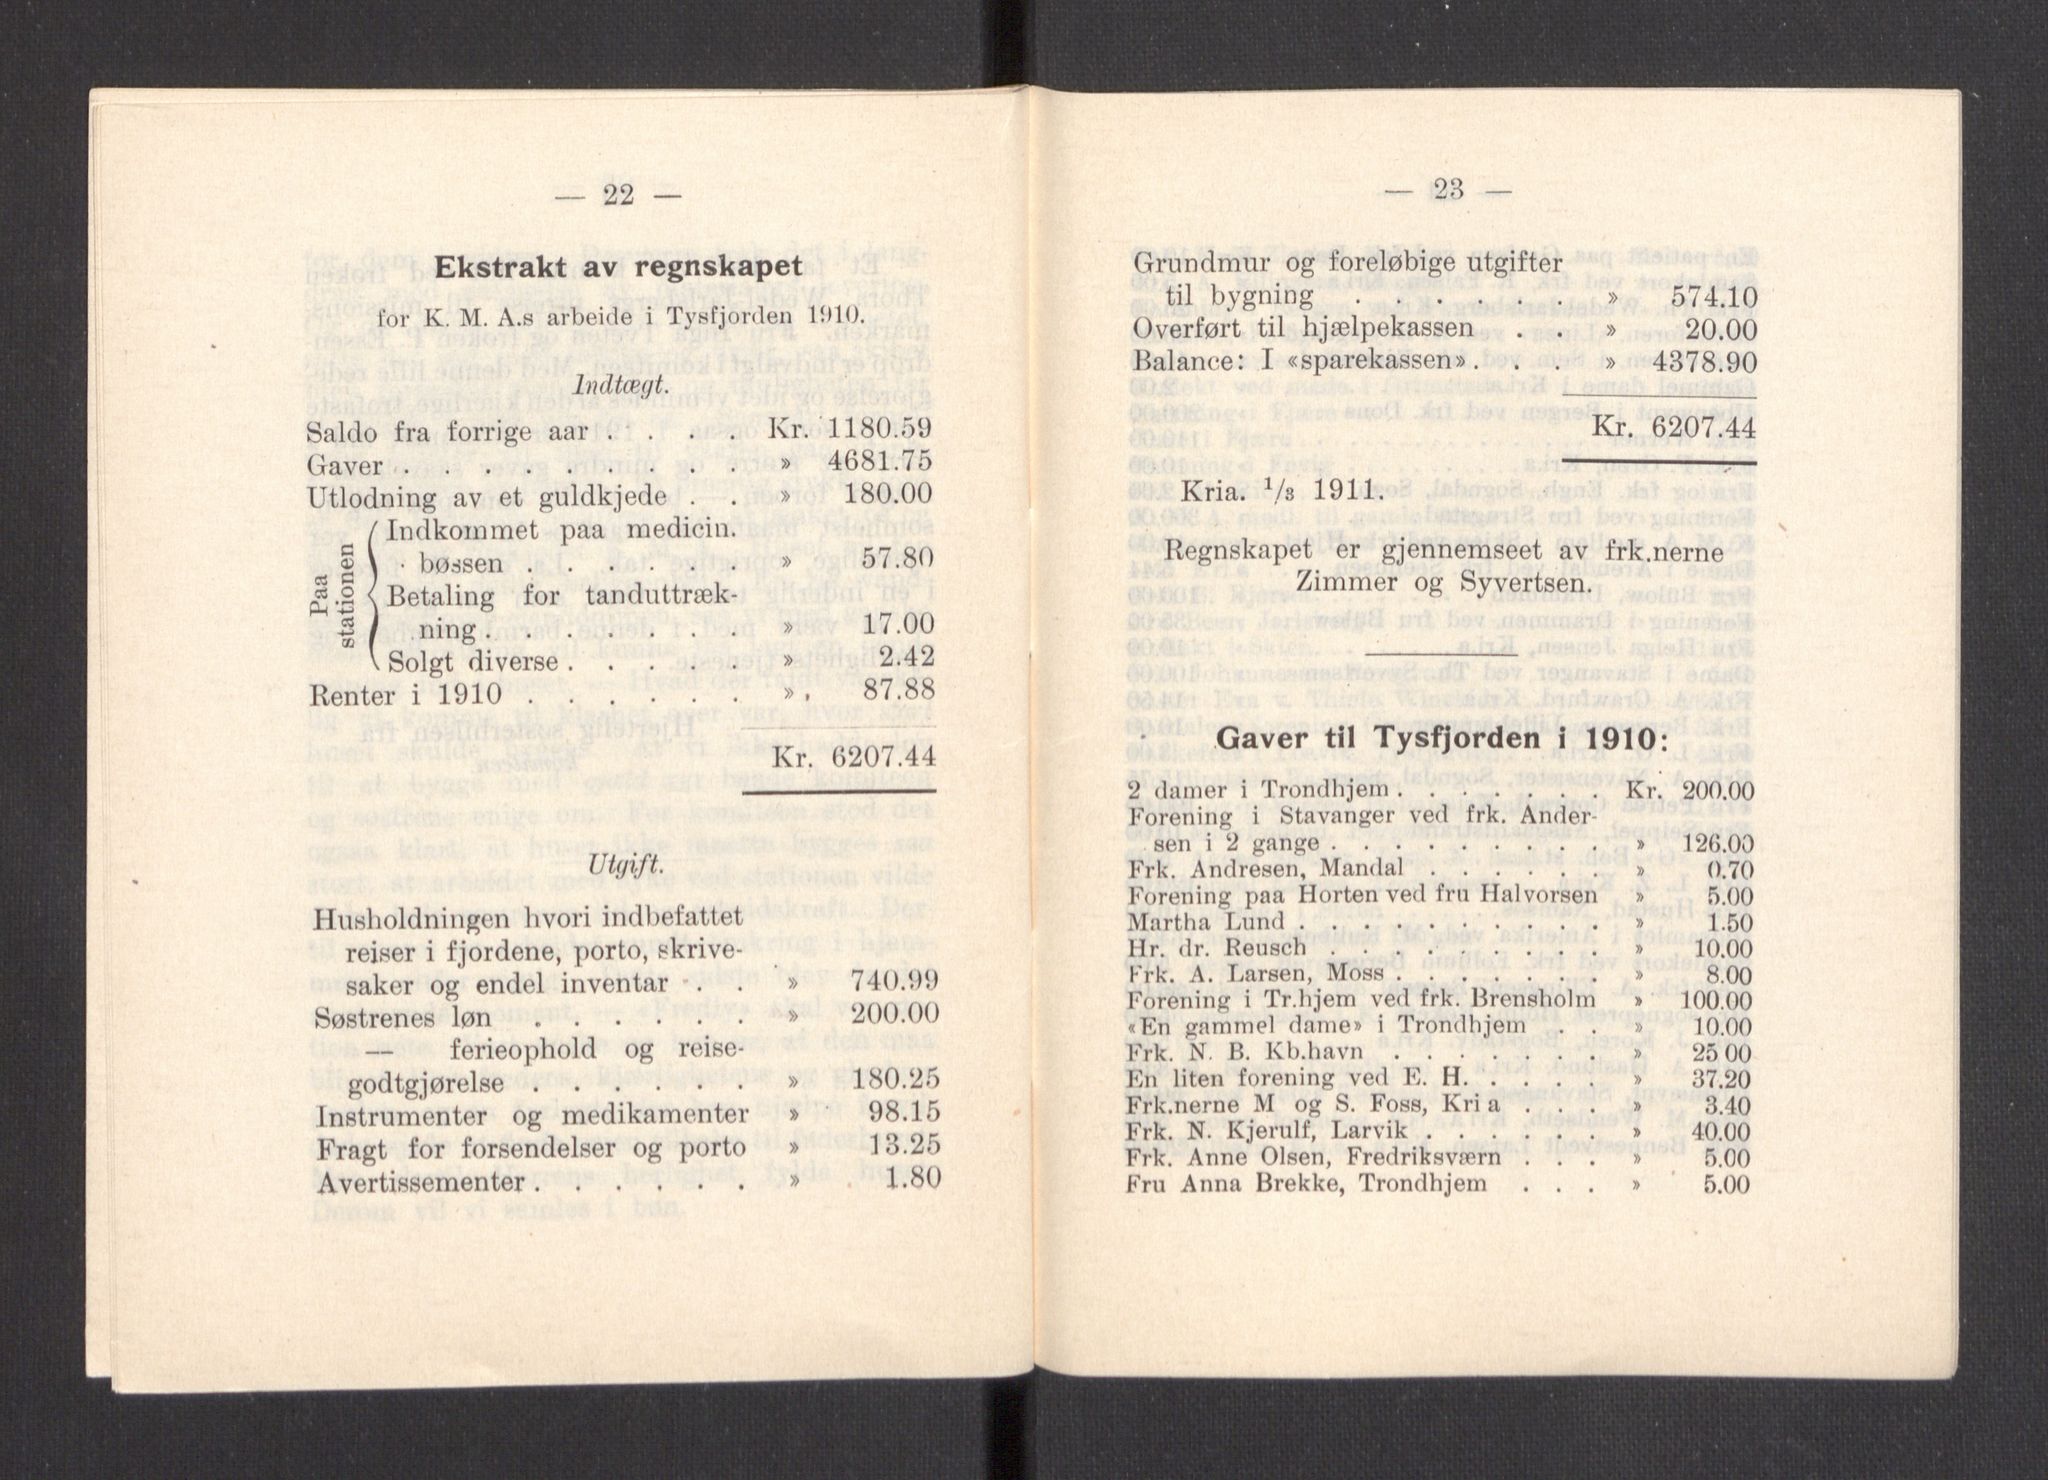 — 22 —
Ekstrakt av regnskapet
for K. M. A.s arbeide i Tysfjorden 1910.
Indtægt.
Saldo fra forrige aar . . . . Kr. 1180.59
Gaver . . . . . . . . . . » 4681.75
Utlodning av et guldkjede . . » 180.00
Paa stationen
Indkommet paa medicin.
bøssen . . . . . . . » 57.80
Betaling for tanduttræk-
ning . . . . . . . . » 17.00
Solgt diverse . . . . . » 2.42
Renter i 1910 . . . . . . » 87.88
Kr. 6207.44
Utgift.
Husholdningen hvori indbefattet
reiser i fjordene, porto, skrive-
saker og endel inventar . . » 740.99
Søstrenes løn . . . . . . » 200.00
— ferieophold og reise-
godtgjørelse . . . . . . » 180.25
Instrumenter og medikamenter » 98.15
Fragt for forsendelser og porto » 13.25
Avertissementer . . . . . . » 1.80
— 23 —
Grundmur og foreløbige utgifter
til bygning . . . . . . » 574.10
Overført til hjælpekassen . . » 20.00
Balance: I «sparekassen» . . . » 4378.90
Kr. 6207.44
Kria. 1/3 1911.
Regnskapet er gjennemseet av frk.nerne
Zimmer og Syvertsen.
Gaver til Tysfjorden i 1910:
2 damer i Trondhjem . . . . . . . Kr. 200.00
Forening i Stavanger ved frk. Ander-
sen i 2 gange . . . . . . . . . » 126.00
Frk. Andresen, Mandal . . . . . . » 0.70
Forening paa Horten ved fru Halvorsen » 5.00
Martha Lund . . . . . . . . . . » 1.50
Hr. dr. Reusch . . . . . . . . . » 10.00
Frk. A. Larsen, Moss . . . . . . . » 8.00
Forening i Tr.hjem ved frk. Brensholm » 100.00
«En gammel dame» i Trondhjem . . » 10.00
Frk. N. B. Kb.havn . . . . . . . » 25 00
En liten forening ved E. H. . . . . » 37.20
Frk.nerne M og S. Foss, Kri a . . . » 3.40
Frk. N. Kjerulf, Larvik . . . . . . » 40.00
Frk. Anne Olsen, Fredriksværn . . . » 5.00
Fru Anna Brekke, Trondhjem . . . » 5.00